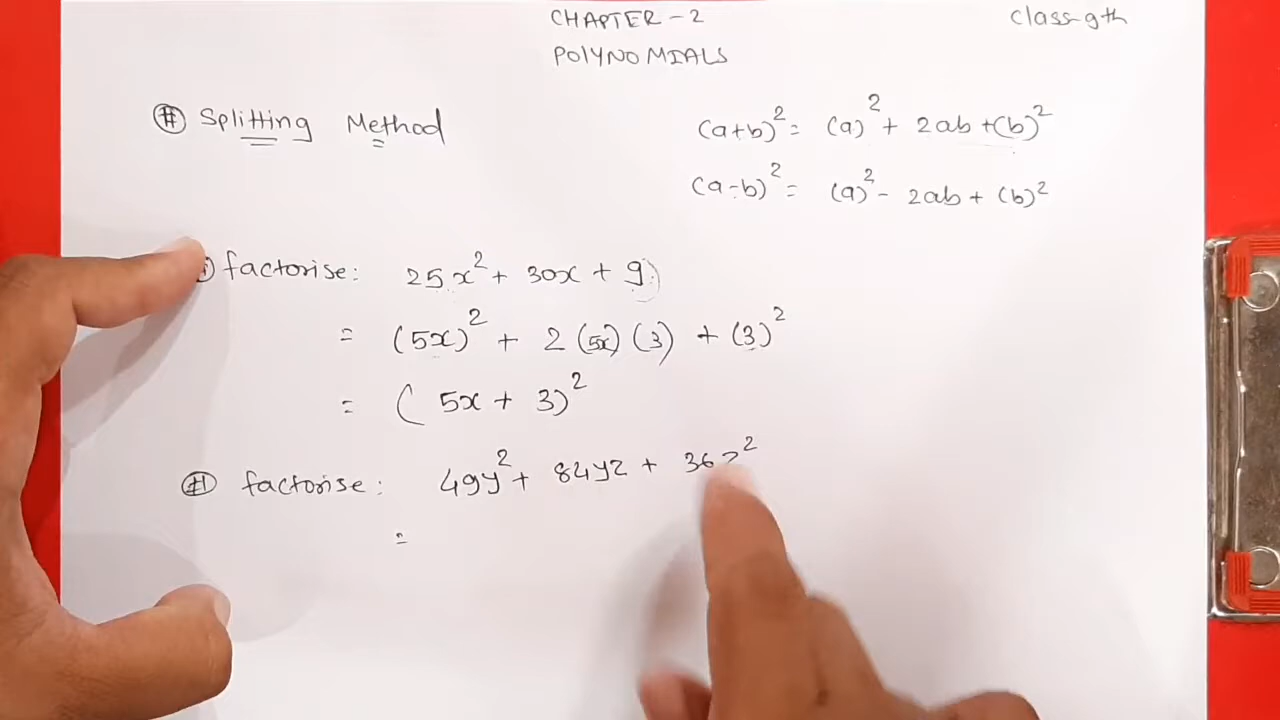 CHAPTER - 2
Class-9th
POLYNOMIALS
# Splitting Method
(a+b)² = (a)² + 2ab + (b)²
(a-b)² = (a)² - 2ab + (b)²
factorise: 25x² + 30x + 9
= (5x)² + 2 (5x) (3) + (3)²
= ( 5x + 3)²
# factorise: 49y² + 84yz + 36z²
=